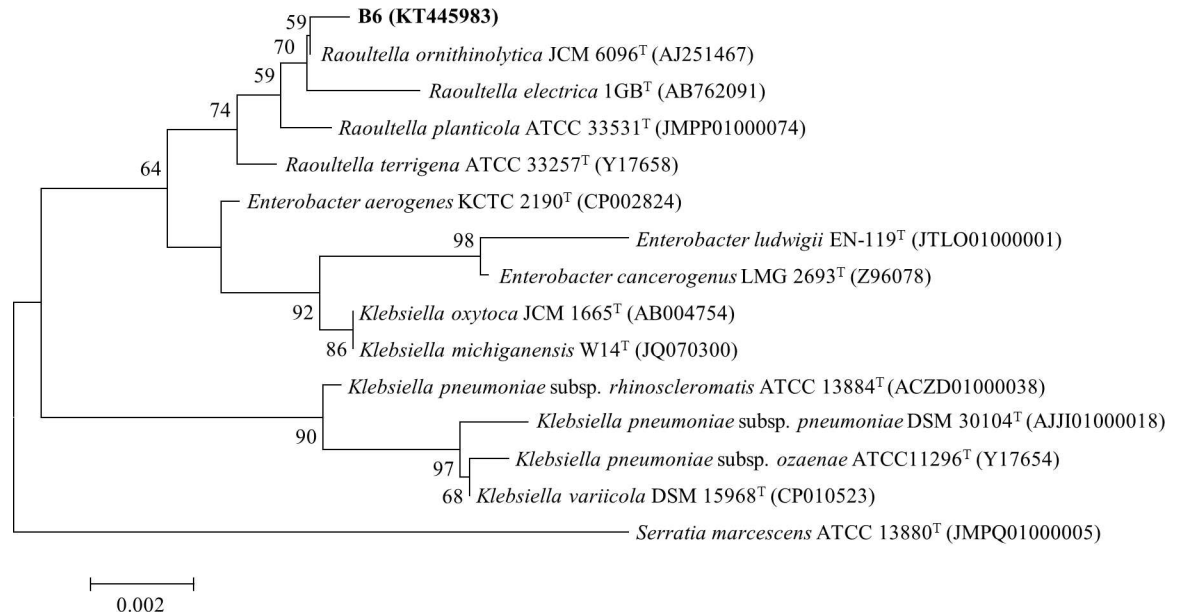 59
B6 (KT445983)
70
Raoultella ornithinolytica JCM 6096ᵀ (AJ251467)
59
Raoultella electrica 1GBᵀ (AB762091)
74
Raoultella planticola ATCC 33531ᵀ (JMPP01000074)
64
Raoultella terrigena ATCC 33257ᵀ (Y17658)
Enterobacter aerogenes KCTC 2190ᵀ (CP002824)
98
Enterobacter ludwigii EN-119ᵀ (JTLO01000001)
Enterobacter cancerogenus LMG 2693ᵀ (Z96078)
92
Klebsiella oxytoca JCM 1665ᵀ (AB004754)
86
Klebsiella michiganensis W14ᵀ (JQ070300)
Klebsiella pneumoniae subsp. rhinoscleromatis ATCC 13884ᵀ (ACZD01000038)
90
Klebsiella pneumoniae subsp. pneumoniae DSM 30104ᵀ (AJJI01000018)
97
Klebsiella pneumoniae subsp. ozaenae ATCC11296ᵀ (Y17654)
68
Klebsiella variicola DSM 15968ᵀ (CP010523)
Serratia marcescens ATCC 13880ᵀ (JMPQ01000005)
0.002